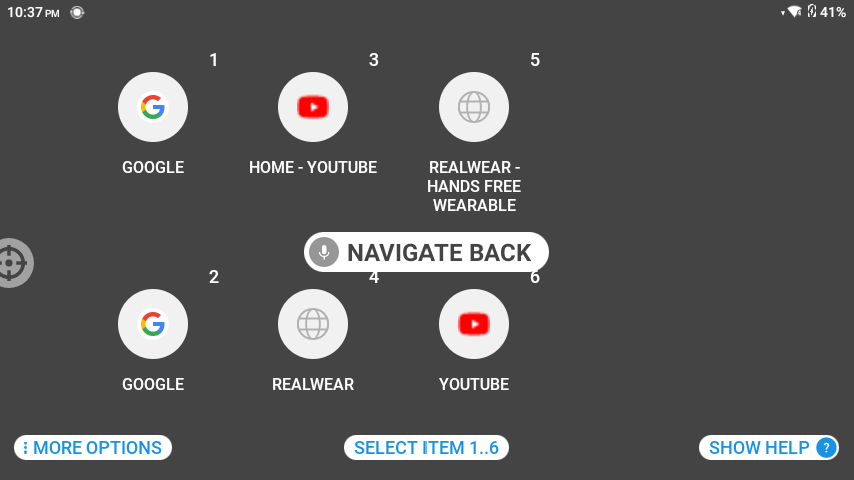 10:37 PM
41%
1
3
5
GOOGLE
HOME - YOUTUBE
REALWEAR -
HANDS FREE
WEARABLE
NAVIGATE BACK
2
4
6
GOOGLE
REALWEAR
YOUTUBE
MORE OPTIONS
SELECT ITEM 1..6
SHOW HELP ?